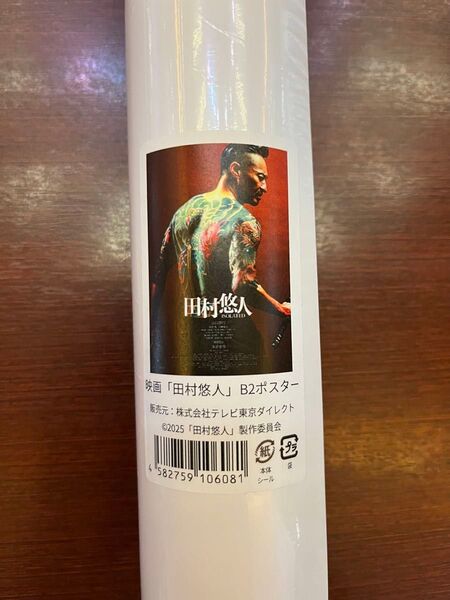 田村悠人
ISOLATED
映画「田村悠人」B2ポスター
販売元：株式会社テレビ東京ダイレクト
©2025「田村悠人」製作委員会
4 582759 106081
紙
プラ
本体
シール
袋